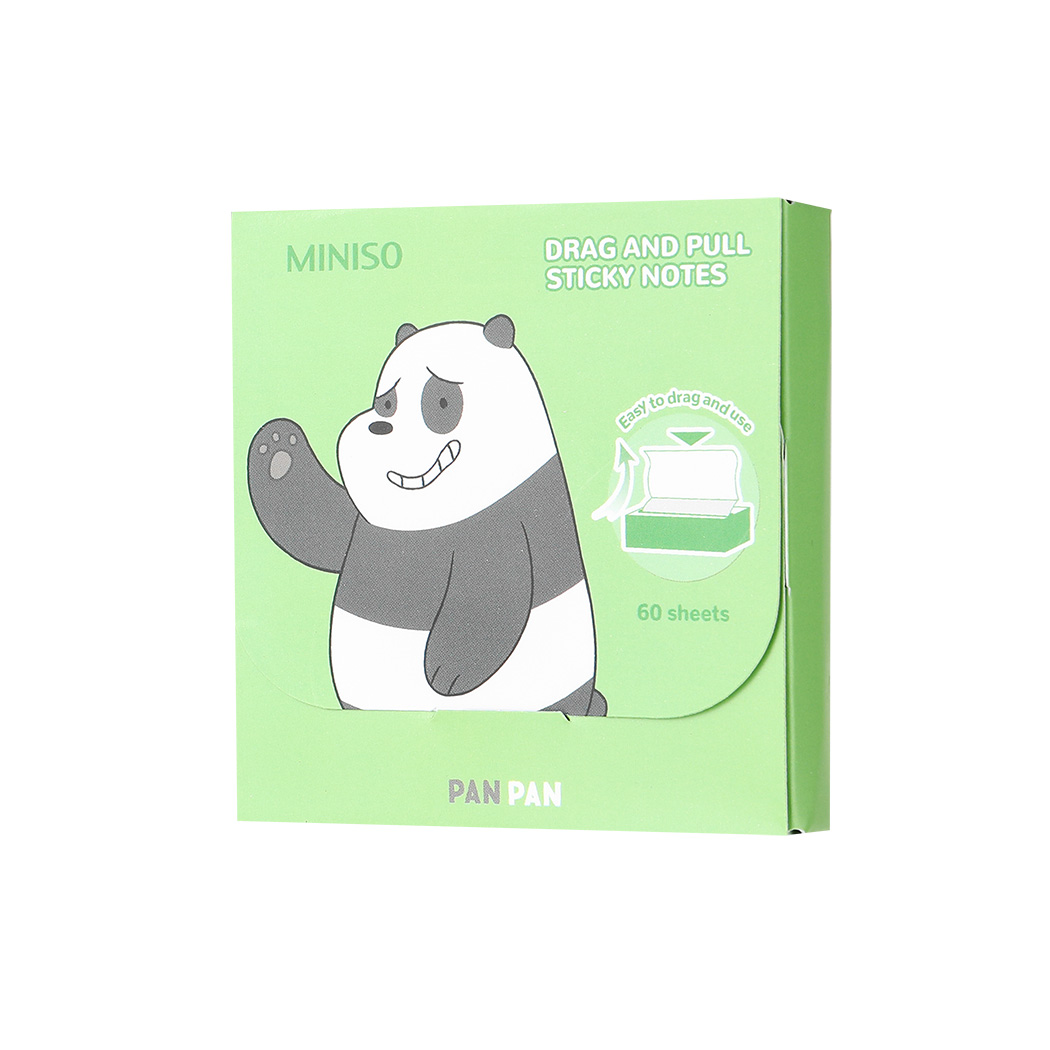 MINISO
DRAG AND PULL
STICKY NOTES
Easy to drag and use
60 sheets
PAN PAN